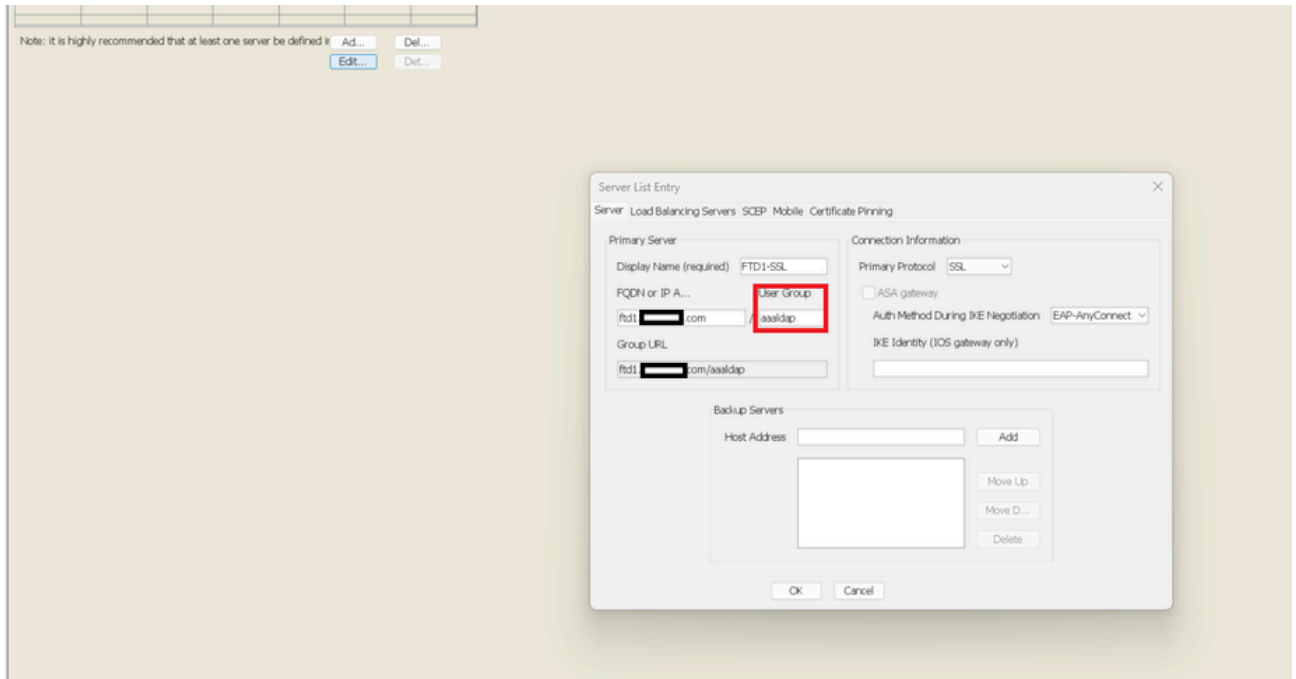 Note: it is highly recommended that at least one server be defined ir
Ad... Del...
Edit... Det...
Server List Entry
Server Load Balancing Servers SCEP Mobile Certificate Pinning
Primary Server
Display Name (required) FTD1-SSL
FQDN or IP A... User Group
ftd1 .com / aaaldap
Group URL
ftd1. com/aaaldap
Connection Information
Primary Protocol SSL
ASA gateway
Auth Method During IKE Negotiation EAP-AnyConnect
IKE Identity (IOS gateway only)
Backup Servers
Host Address Add
Move Up
Move D...
Delete
OK Cancel